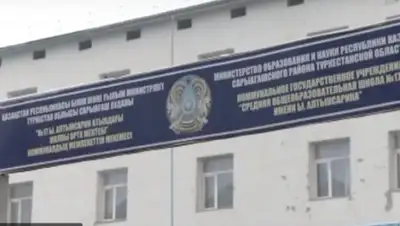 ҚАЗАҚСТАН РЕСПУБЛИКАСЫ БІЛІМ ЖӘНЕ ҒЫЛЫМ МИНИСТРЛІГІ
ТҮРКІСТАН ОБЛЫСЫ САРЫАҒАШ АУДАНЫ
"Ы. АЛТЫНСАРИН АТЫНДАҒЫ
ЖАЛПЫ ОРТА МЕКТЕБІ"
КОММУНАЛДЫҚ МЕМЛЕКЕТТІК МЕКЕМЕСІ
МИНИСТЕРСТВО ОБРАЗОВАНИЯ И НАУКИ РЕСПУБЛИКИ
САРЫАГАШСКОГО РАЙОНА ТУРКЕСТАНСКОЙ ОБЛАСТИ
КОММУНАЛЬНОЕ ГОСУДАРСТВЕННОЕ УЧРЕЖДЕНИЕ
"СРЕДНЯЯ ОБЩЕОБРАЗОВАТЕЛЬНАЯ ШКОЛА
ИМЕНИ Ы. АЛТЫНСАРИНА"